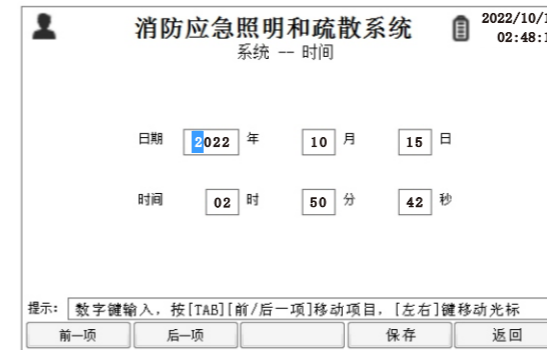 消防应急照明和疏散系统
2022/10/1
系统 -- 时间
02:48:1
日期 2022 年 10 月 15 日
时间 02 时 50 分 42 秒
提示: 数字键输入, 按[TAB][前/后一项]移动项目, [左右]键移动光标
前一项 后一项 保存 返回